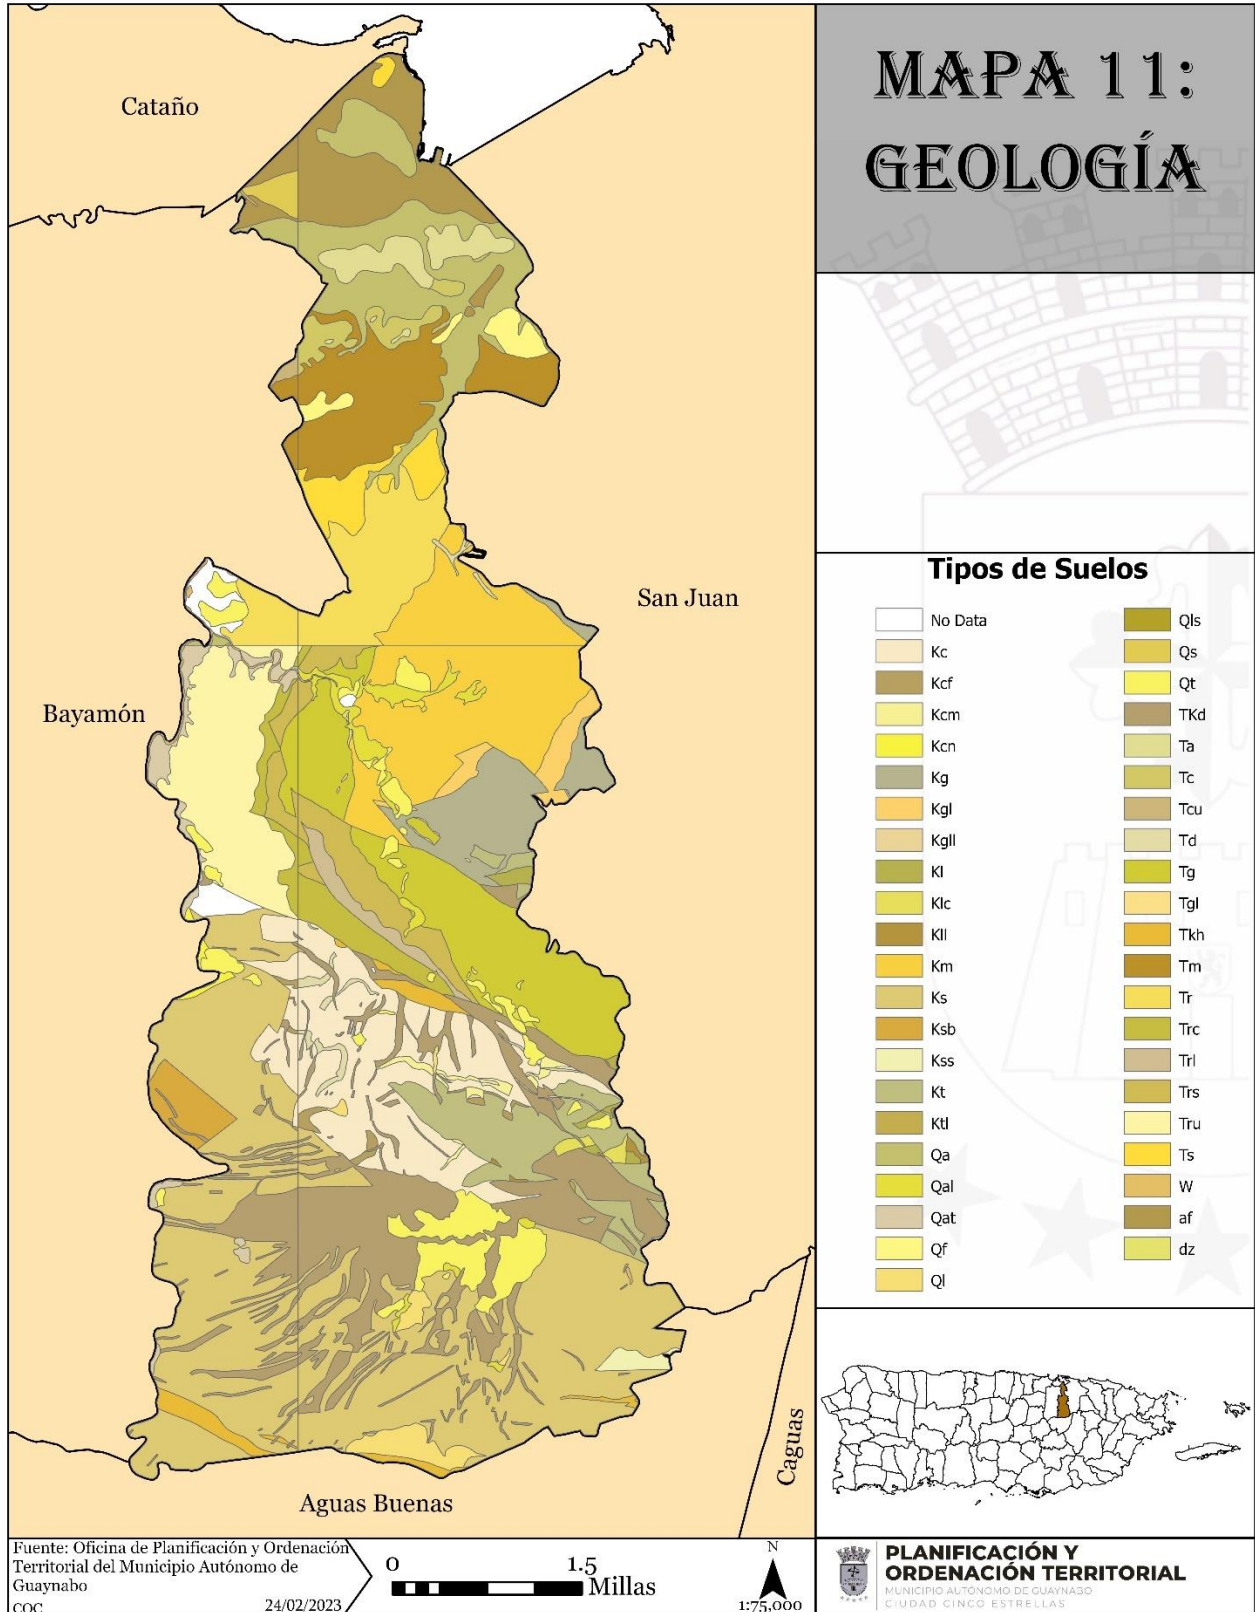 MAPA 11:
GEOLOGÍA
Cataño
San Juan
Bayamón
Caguas
Aguas Buenas
Tipos de Suelos
No Data
Kc
Kcf
Kcm
Kcn
Kg
Kgl
Kgll
Kl
Klc
Kll
Km
Ks
Ksb
Kss
Kt
Ktl
Qa
Qal
Qat
Qf
Ql
Qls
Qs
Qt
TKd
Ta
Tc
Tcu
Td
Tg
Tgl
Tkh
Tm
Tr
Trc
Trl
Trs
Tru
Ts
W
af
dz
Fuente: Oficina de Planificación y Ordenación
Territorial del Municipio Autónomo de
Guaynabo
COC 24/02/2023
0 1.5
Millas
N
1:75,000
PLANIFICACIÓN Y
ORDENACIÓN TERRITORIAL
MUNICIPIO AUTÓNOMO DE GUAYNABO
CIUDAD CINCO ESTRELLAS